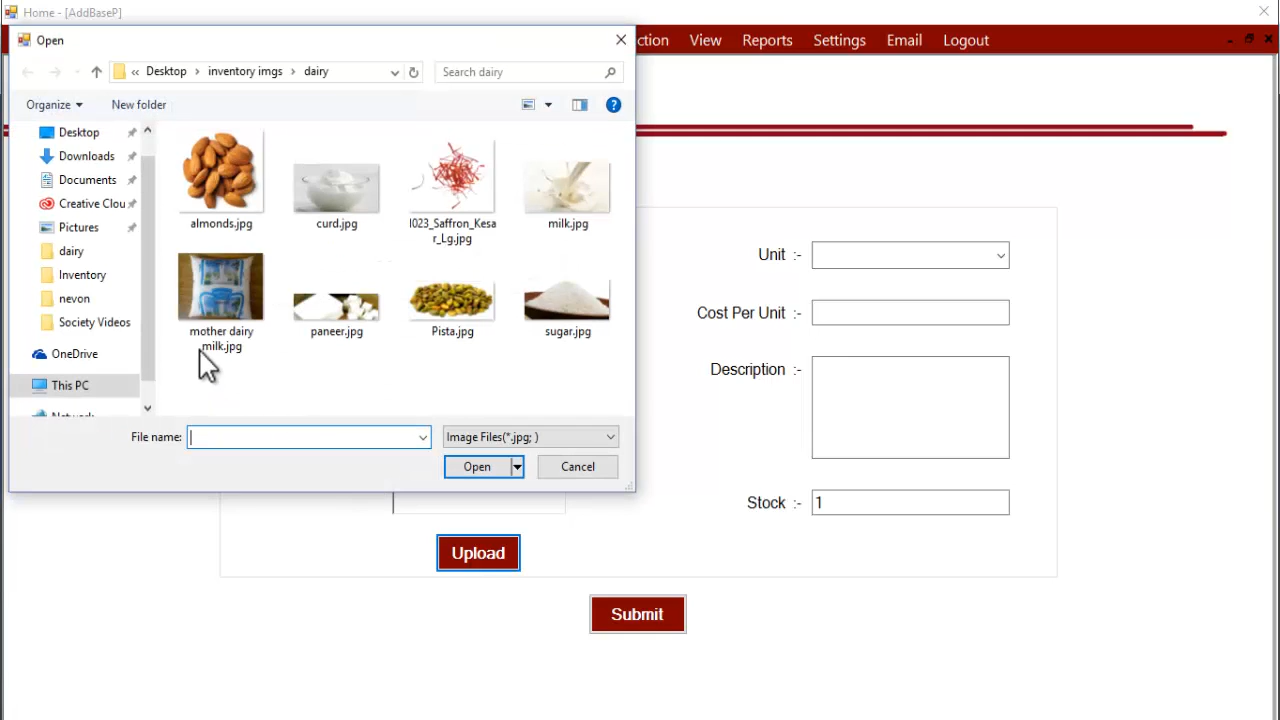 Home - [AddBaseP]
Open
ction View Reports Settings Email Logout
« Desktop › inventory imgs › dairy
Search dairy
Organize
New folder
Desktop
Downloads
Documents
Creative Clou
Pictures
dairy
Inventory
nevon
Society Videos
OneDrive
This PC
Network
almonds.jpg
curd.jpg
I023_Saffron_Kesa
r_Lg.jpg
milk.jpg
mother dairy
milk.jpg
paneer.jpg
Pista.jpg
sugar.jpg
File name:
Image Files(*.jpg; )
Open
Cancel
Unit :-
Cost Per Unit :-
Description :-
Stock :- 1
Upload
Submit